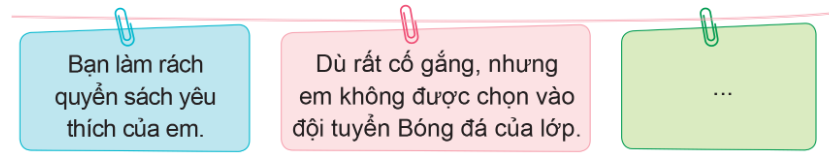 Bạn làm rách
quyển sách yêu
thích của em.
Dù rất cố gắng, nhưng
em không được chọn vào
đội tuyển Bóng đá của lớp.
...